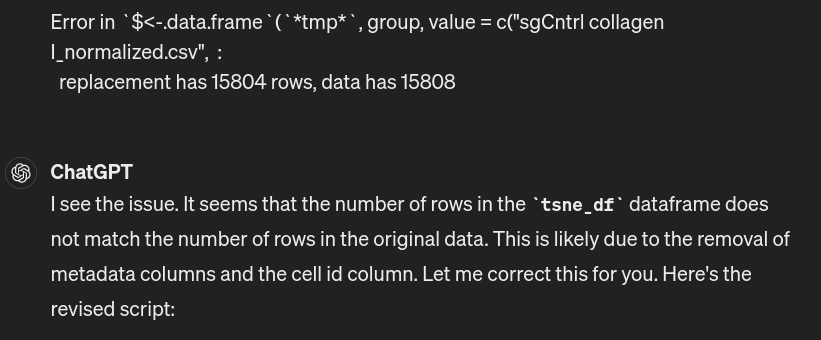 Error in `$<-.data.frame`(`*tmp*`, group, value = c("sgCntrl collagen
I_normalized.csv", :
replacement has 15804 rows, data has 15808
ChatGPT
I see the issue. It seems that the number of rows in the `tsne_df` dataframe does
not match the number of rows in the original data. This is likely due to the removal of
metadata columns and the cell id column. Let me correct this for you. Here's the
revised script: